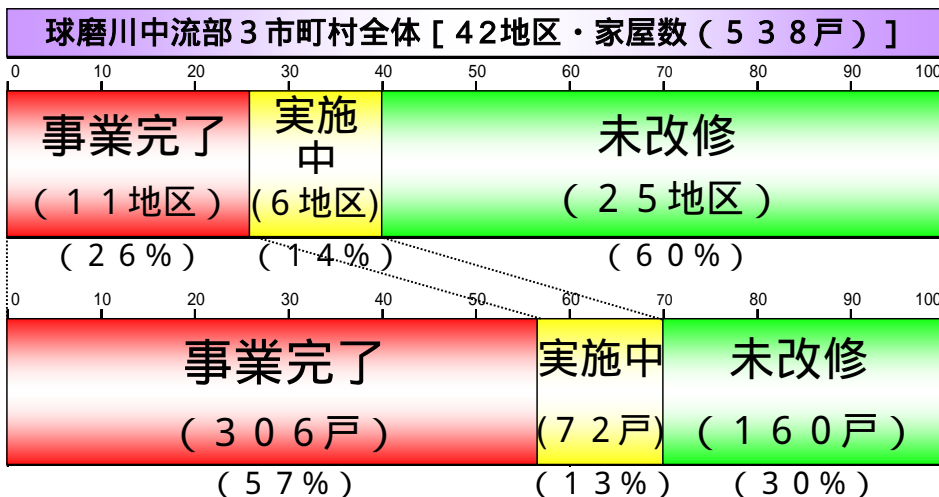 球磨川中流部３市町村全体［４２地区・家屋数（５３８戸）］
0 10 20 30 40 50 60 70 80 90 100
事業完了 実施中 未改修
（１１地区） (６地区) （２５地区）
（２６％） （１４％） （６０％）
0 10 20 30 40 50 60 70 80 90 100
事業完了 実施中 未改修
（３０６戸） (７２戸) （１６０戸）
（５７％） （１３％） （３０％）